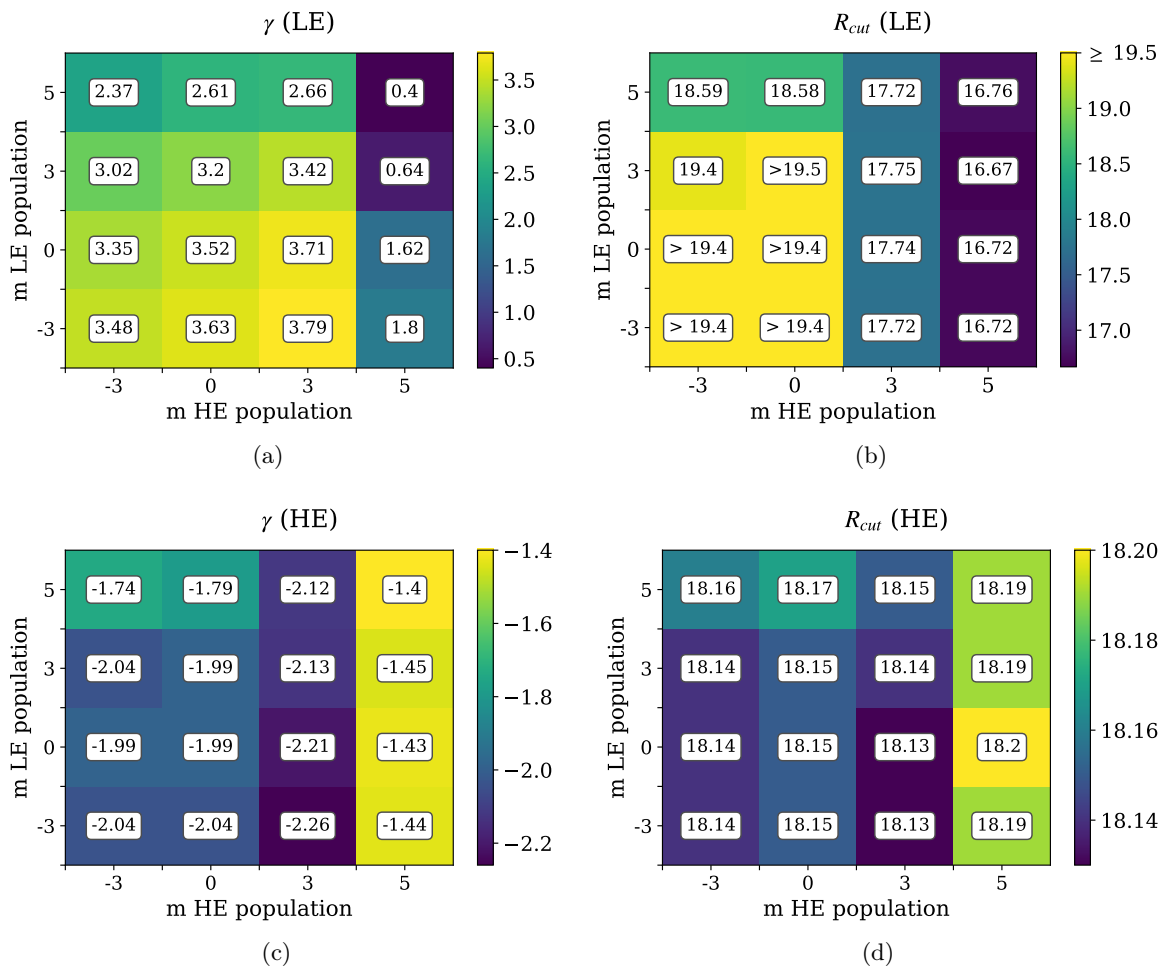 γ (LE)
5
3
0
-3
m LE population
2.37 2.61 2.66 0.4
3.02 3.2 3.42 0.64
3.35 3.52 3.71 1.62
3.48 3.63 3.79 1.8
-3 0 3 5
m HE population
3.5
3.0
2.5
2.0
1.5
1.0
0.5
(a)
R_cut (LE)
5
3
0
-3
m LE population
18.59 18.58 17.72 16.76
19.4 >19.5 17.75 16.67
> 19.4 >19.4 17.74 16.72
> 19.4 > 19.4 17.72 16.72
-3 0 3 5
m HE population
≥ 19.5
19.0
18.5
18.0
17.5
17.0
(b)
γ (HE)
5
3
0
-3
m LE population
-1.74 -1.79 -2.12 -1.4
-2.04 -1.99 -2.13 -1.45
-1.99 -1.99 -2.21 -1.43
-2.04 -2.04 -2.26 -1.44
-3 0 3 5
m HE population
−1.4
−1.6
−1.8
−2.0
−2.2
(c)
R_cut (HE)
5
3
0
-3
m LE population
18.16 18.17 18.15 18.19
18.14 18.15 18.14 18.19
18.14 18.15 18.13 18.2
18.14 18.15 18.13 18.19
-3 0 3 5
m HE population
18.20
18.18
18.16
18.14
(d)